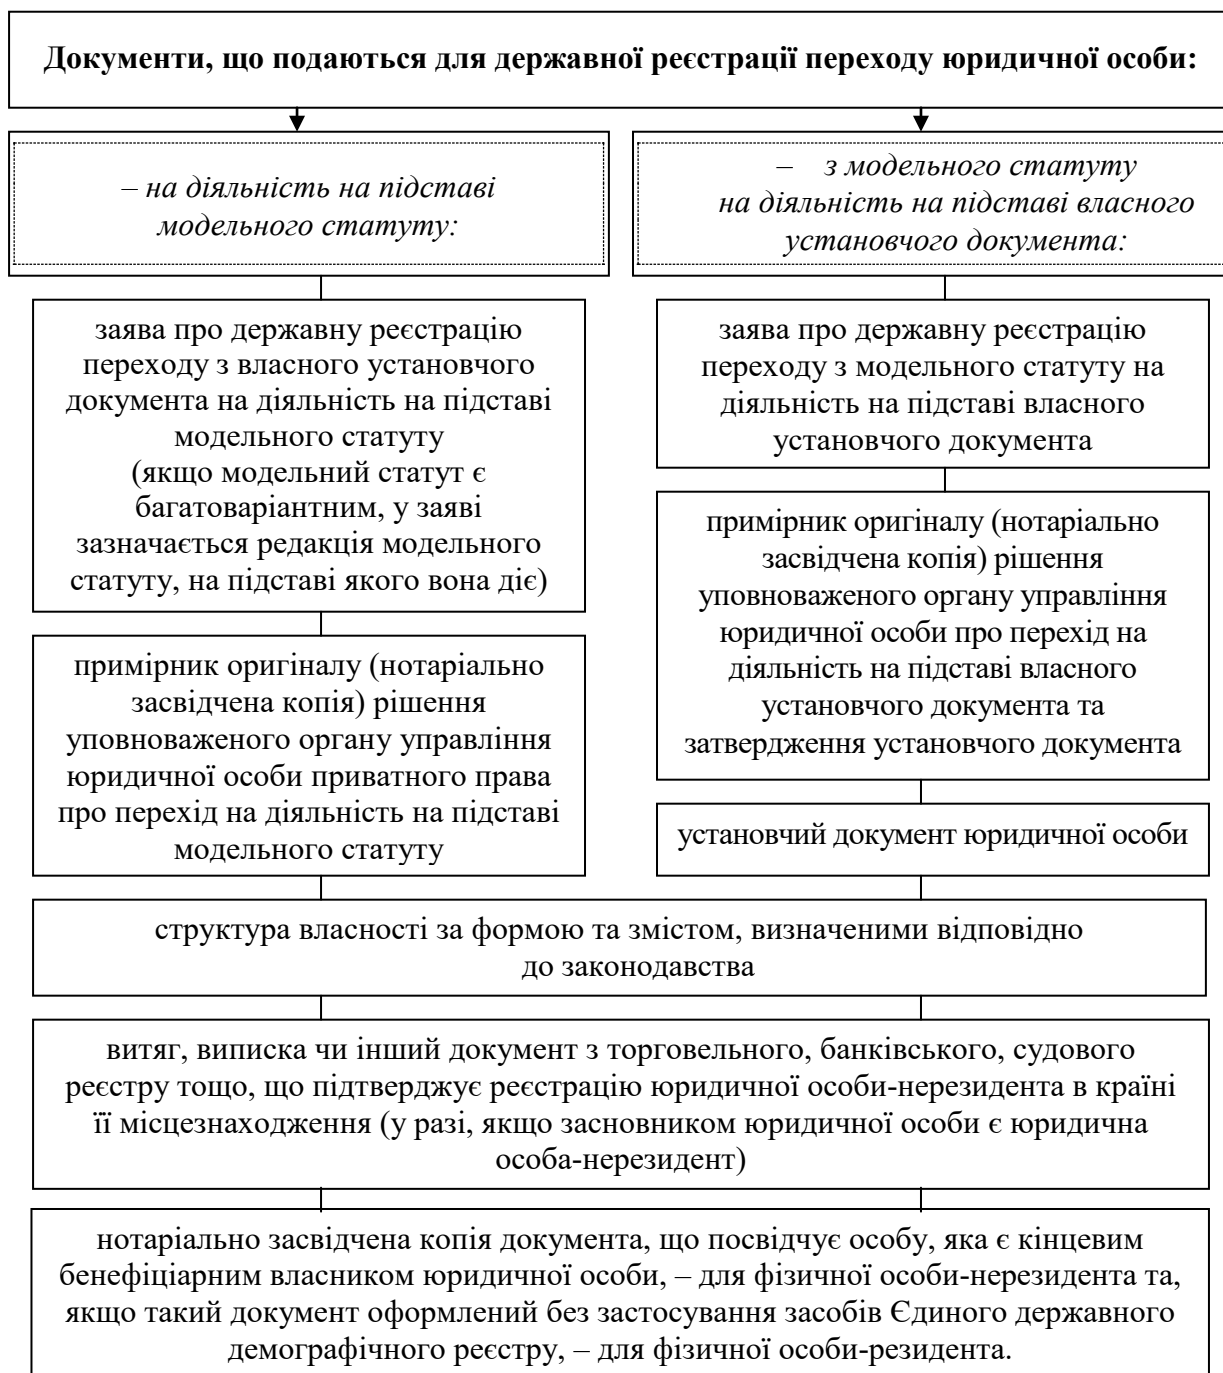 Документи, що подаються для державної реєстрації переходу юридичної особи:
– на діяльність на підставі
модельного статуту:
заява про державну реєстрацію
переходу з власного установчого
документа на діяльність на підставі
модельного статуту
(якщо модельний статут є
багатоваріантним, у заяві
зазначається редакція модельного
статуту, на підставі якого вона діє)
примірник оригіналу (нотаріально
засвідчена копія) рішення
уповноваженого органу управління
юридичної особи приватного права
про перехід на діяльність на підставі
модельного статуту
– з модельного статуту
на діяльність на підставі власного
установчого документа:
заява про державну реєстрацію
переходу з модельного статуту на
діяльність на підставі власного
установчого документа
примірник оригіналу (нотаріально
засвідчена копія) рішення
уповноваженого органу управління
юридичної особи про перехід на
діяльність на підставі власного
установчого документа та
затвердження установчого документа
установчий документ юридичної особи
структура власності за формою та змістом, визначеними відповідно
до законодавства
витяг, виписка чи інший документ з торговельного, банківського, судового
реєстру тощо, що підтверджує реєстрацію юридичної особи-нерезидента в країні
її місцезнаходження (у разі, якщо засновником юридичної особи є юридична
особа-нерезидент)
нотаріально засвідчена копія документа, що посвідчує особу, яка є кінцевим
бенефіціарним власником юридичної особи, – для фізичної особи-нерезидента та,
якщо такий документ оформлений без застосування засобів Єдиного державного
демографічного реєстру, – для фізичної особи-резидента.